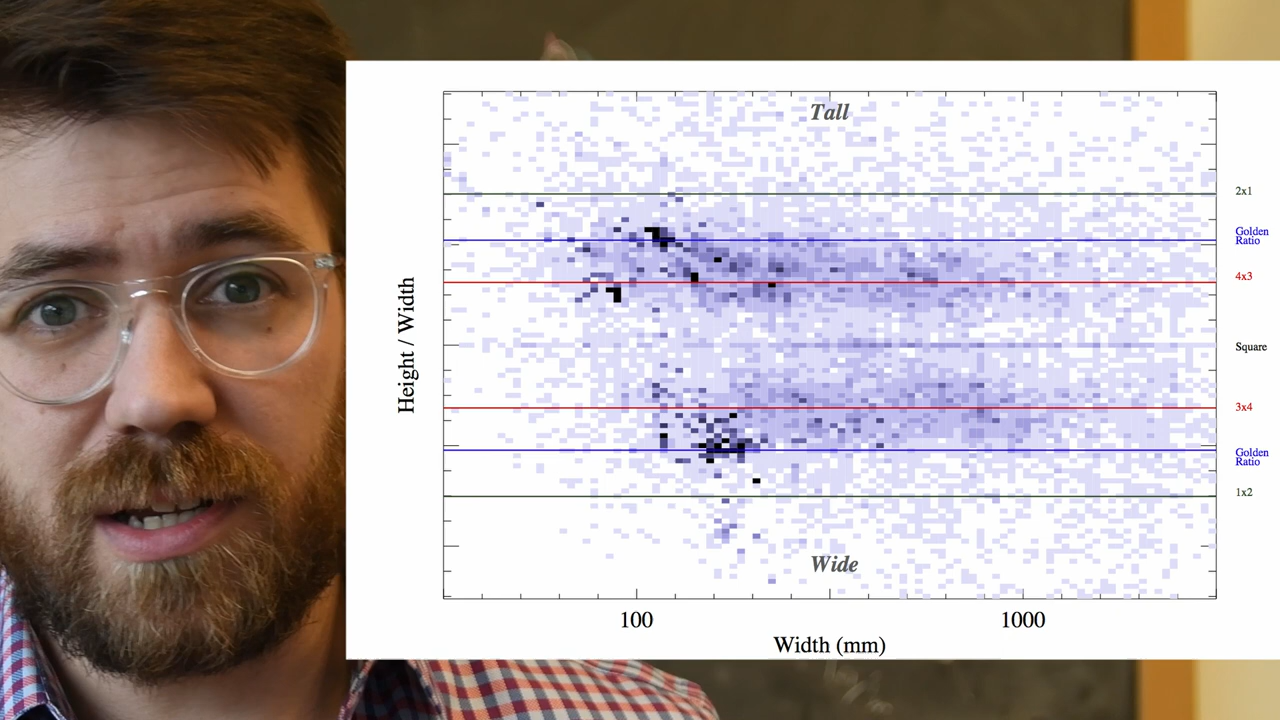 Tall
2x1
Golden
Ratio
4x3
Height / Width
Square
3x4
Golden
Ratio
1x2
Wide
100
1000
Width (mm)